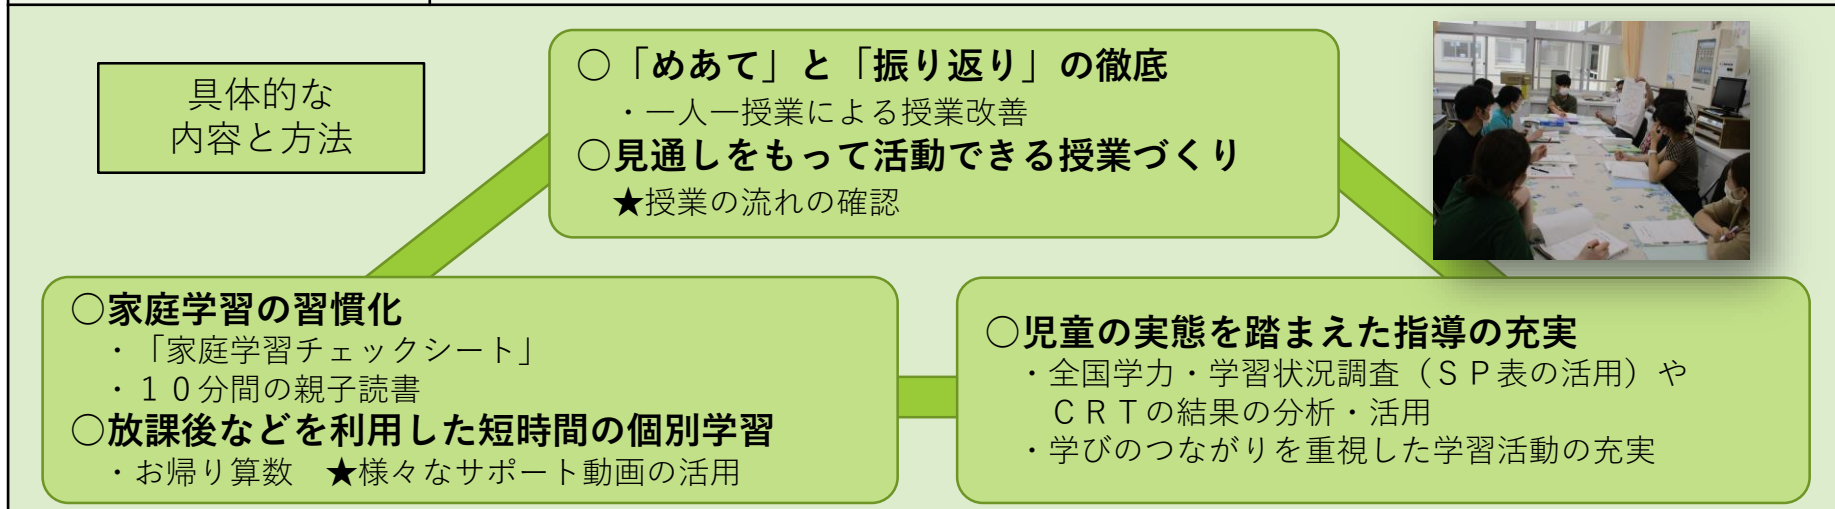 具体的な
内容と方法
○「めあて」と「振り返り」の徹底
・一人一授業による授業改善
○見通しをもって活動できる授業づくり
★授業の流れの確認
○家庭学習の習慣化
・「家庭学習チェックシート」
・１０分間の親子読書
○放課後などを利用した短時間の個別学習
・お帰り算数　★様々なサポート動画の活用
○児童の実態を踏まえた指導の充実
・全国学力・学習状況調査（ＳＰ表の活用）や
ＣＲＴの結果の分析・活用
・学びのつながりを重視した学習活動の充実